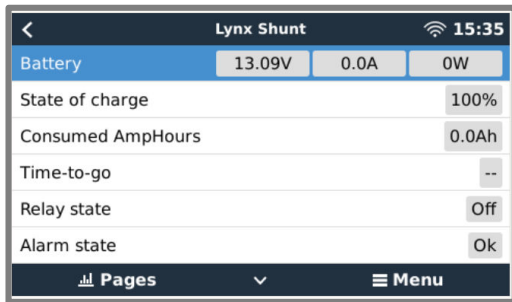 Lynx Shunt 15:35
Battery 13.09V 0.0A 0W
State of charge 100%
Consumed AmpHours 0.0Ah
Time-to-go --
Relay state Off
Alarm state Ok
Pages Menu